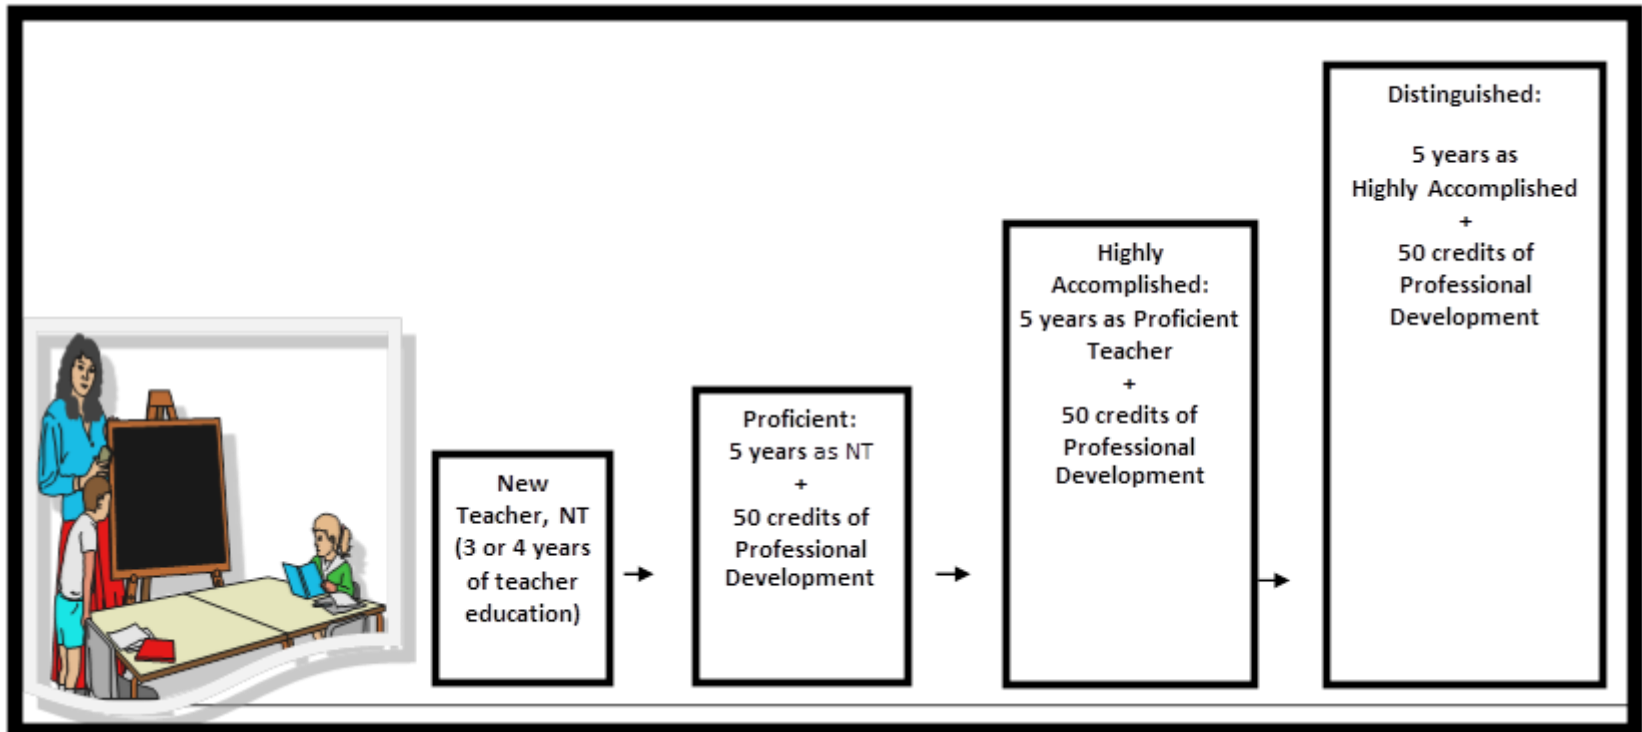 New
Teacher, NT
(3 or 4 years
of teacher
education)
Proficient:
5 years as NT
+
50 credits of
Professional
Development
Highly
Accomplished:
5 years as Proficient
Teacher
+
50 credits of
Professional
Development
Distinguished:
5 years as
Highly Accomplished
+
50 credits of
Professional
Development